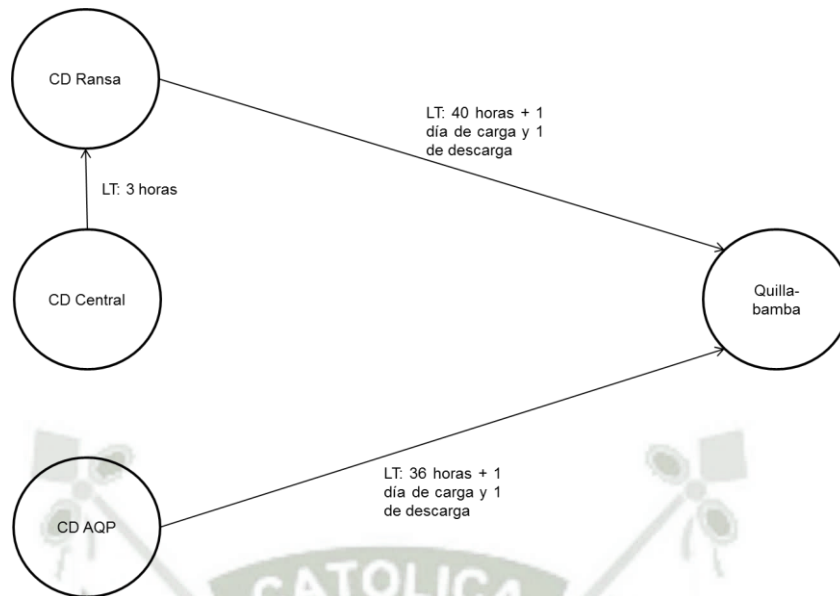 CD Ransa
LT: 40 horas + 1
día de carga y 1
de descarga
LT: 3 horas
CD Central
Quilla-
bamba
LT: 36 horas + 1
día de carga y 1
de descarga
CD AQP
CATOLICA